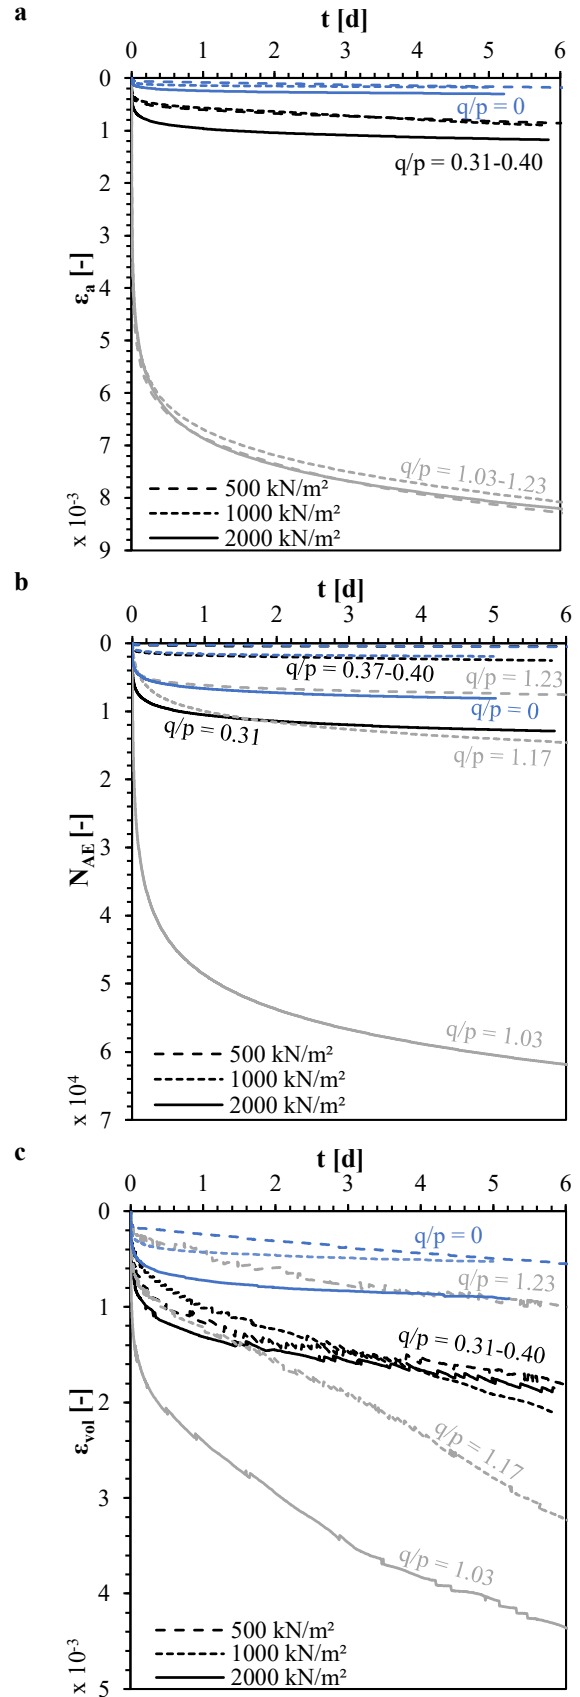 a
t [d]
0 1 2 3 4 5 6
0
1
2
3
4
5
6
7
8
9
εa [-]
x 10⁻³
q/p = 0
q/p = 0.31-0.40
q/p = 1.03-1.23
500 kN/m²
1000 kN/m²
2000 kN/m²
b
t [d]
0 1 2 3 4 5 6
0
1
2
3
4
5
6
7
N_AE [-]
x 10⁴
q/p = 0.37-0.40
q/p = 1.23
q/p = 0
q/p = 0.31
q/p = 1.17
q/p = 1.03
500 kN/m²
1000 kN/m²
2000 kN/m²
c
t [d]
0 1 2 3 4 5 6
0
1
2
3
4
5
ε_vol [-]
x 10⁻³
q/p = 0
q/p = 1.23
q/p = 0.31-0.40
q/p = 1.17
q/p = 1.03
500 kN/m²
1000 kN/m²
2000 kN/m²